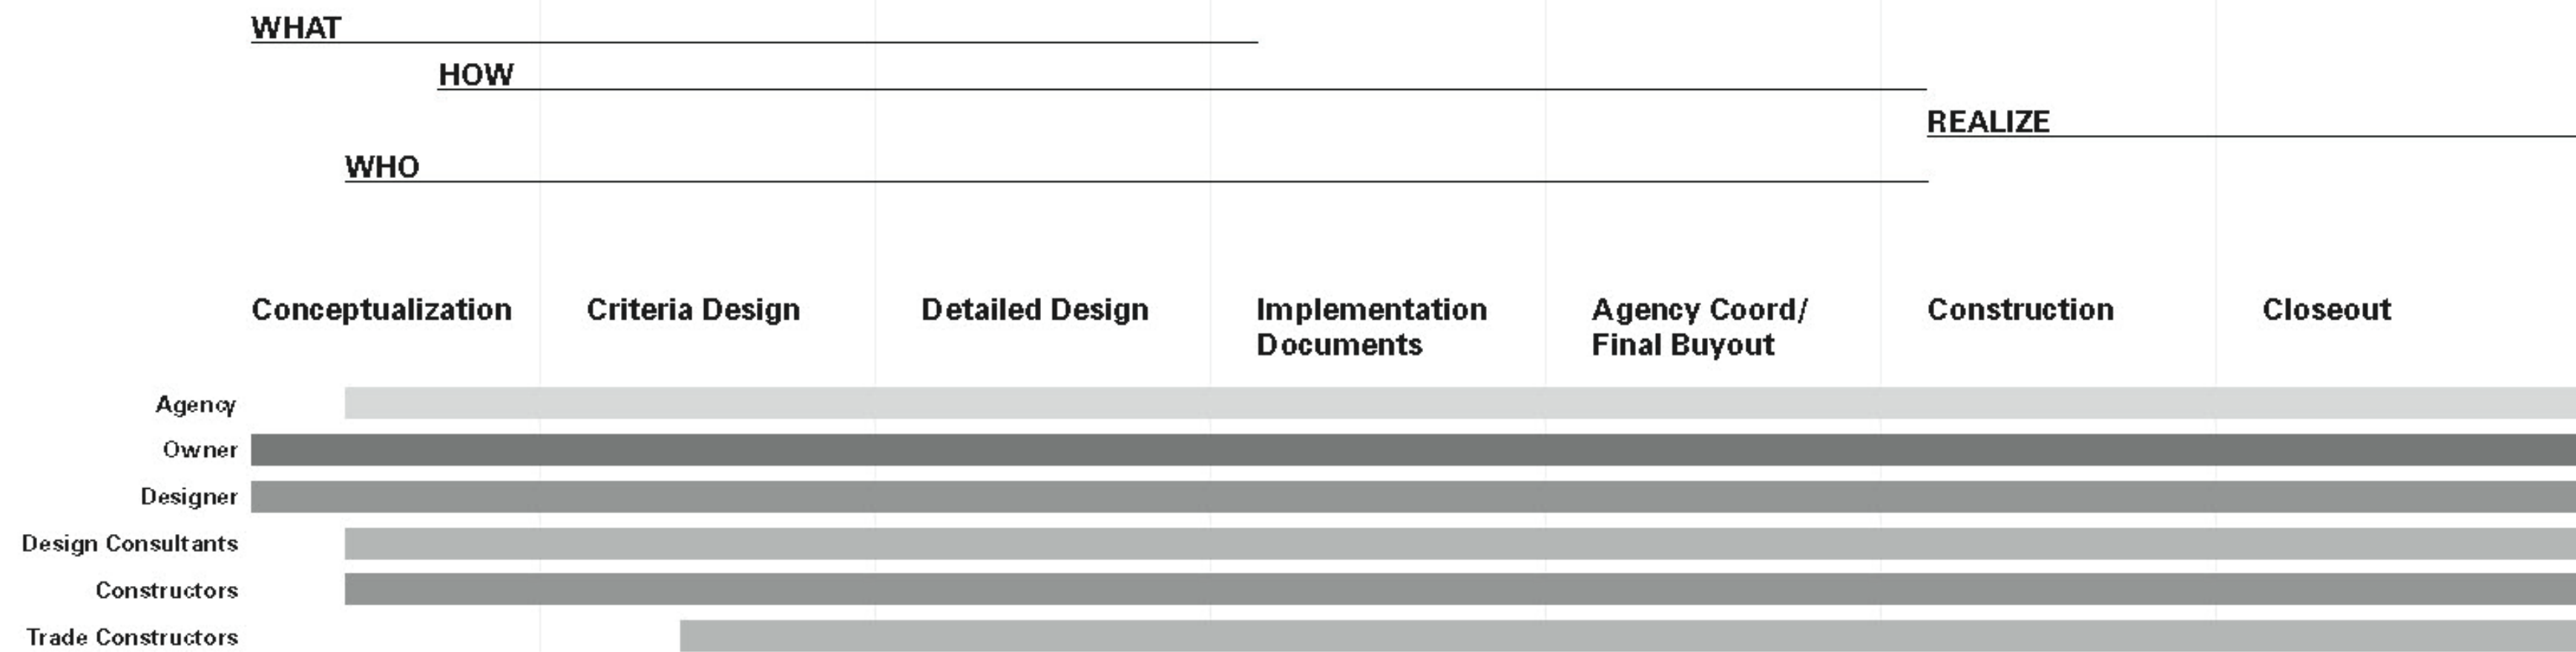 WHAT
HOW
REALIZE
WHO
Conceptualization
Criteria Design
Detailed Design
Implementation
Documents
Agency Coord/
Final Buyout
Construction
Closeout
Agency
Owner
Designer
Design Consultants
Constructors
Trade Constructors